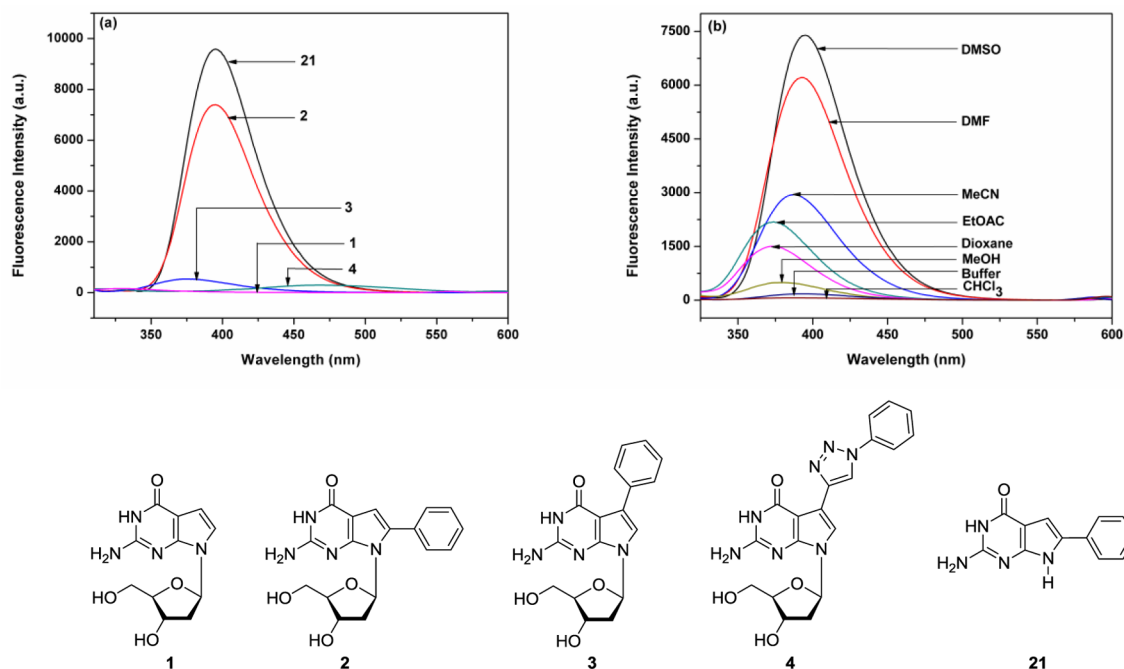 (a)
10000
8000
6000
4000
2000
0
Fluorescence Intensity (a.u.)
21
2
3
1
4
350 400 450 500 550 600
Wavelength (nm)
(b)
7500
6000
4500
3000
1500
0
Fluorescence Intensity (a.u.)
DMSO
DMF
MeCN
EtOAC
Dioxane
MeOH
Buffer
CHCl3
350 400 450 500 550 600
Wavelength (nm)
O
HN
H2N N N
HO O
HO
1
O
HN
H2N N N
HO O
HO
2
O
HN
H2N N N
HO O
HO
3
N N
N
O
HN
H2N N N
HO O
HO
4
O
HN
H2N N N
H
21